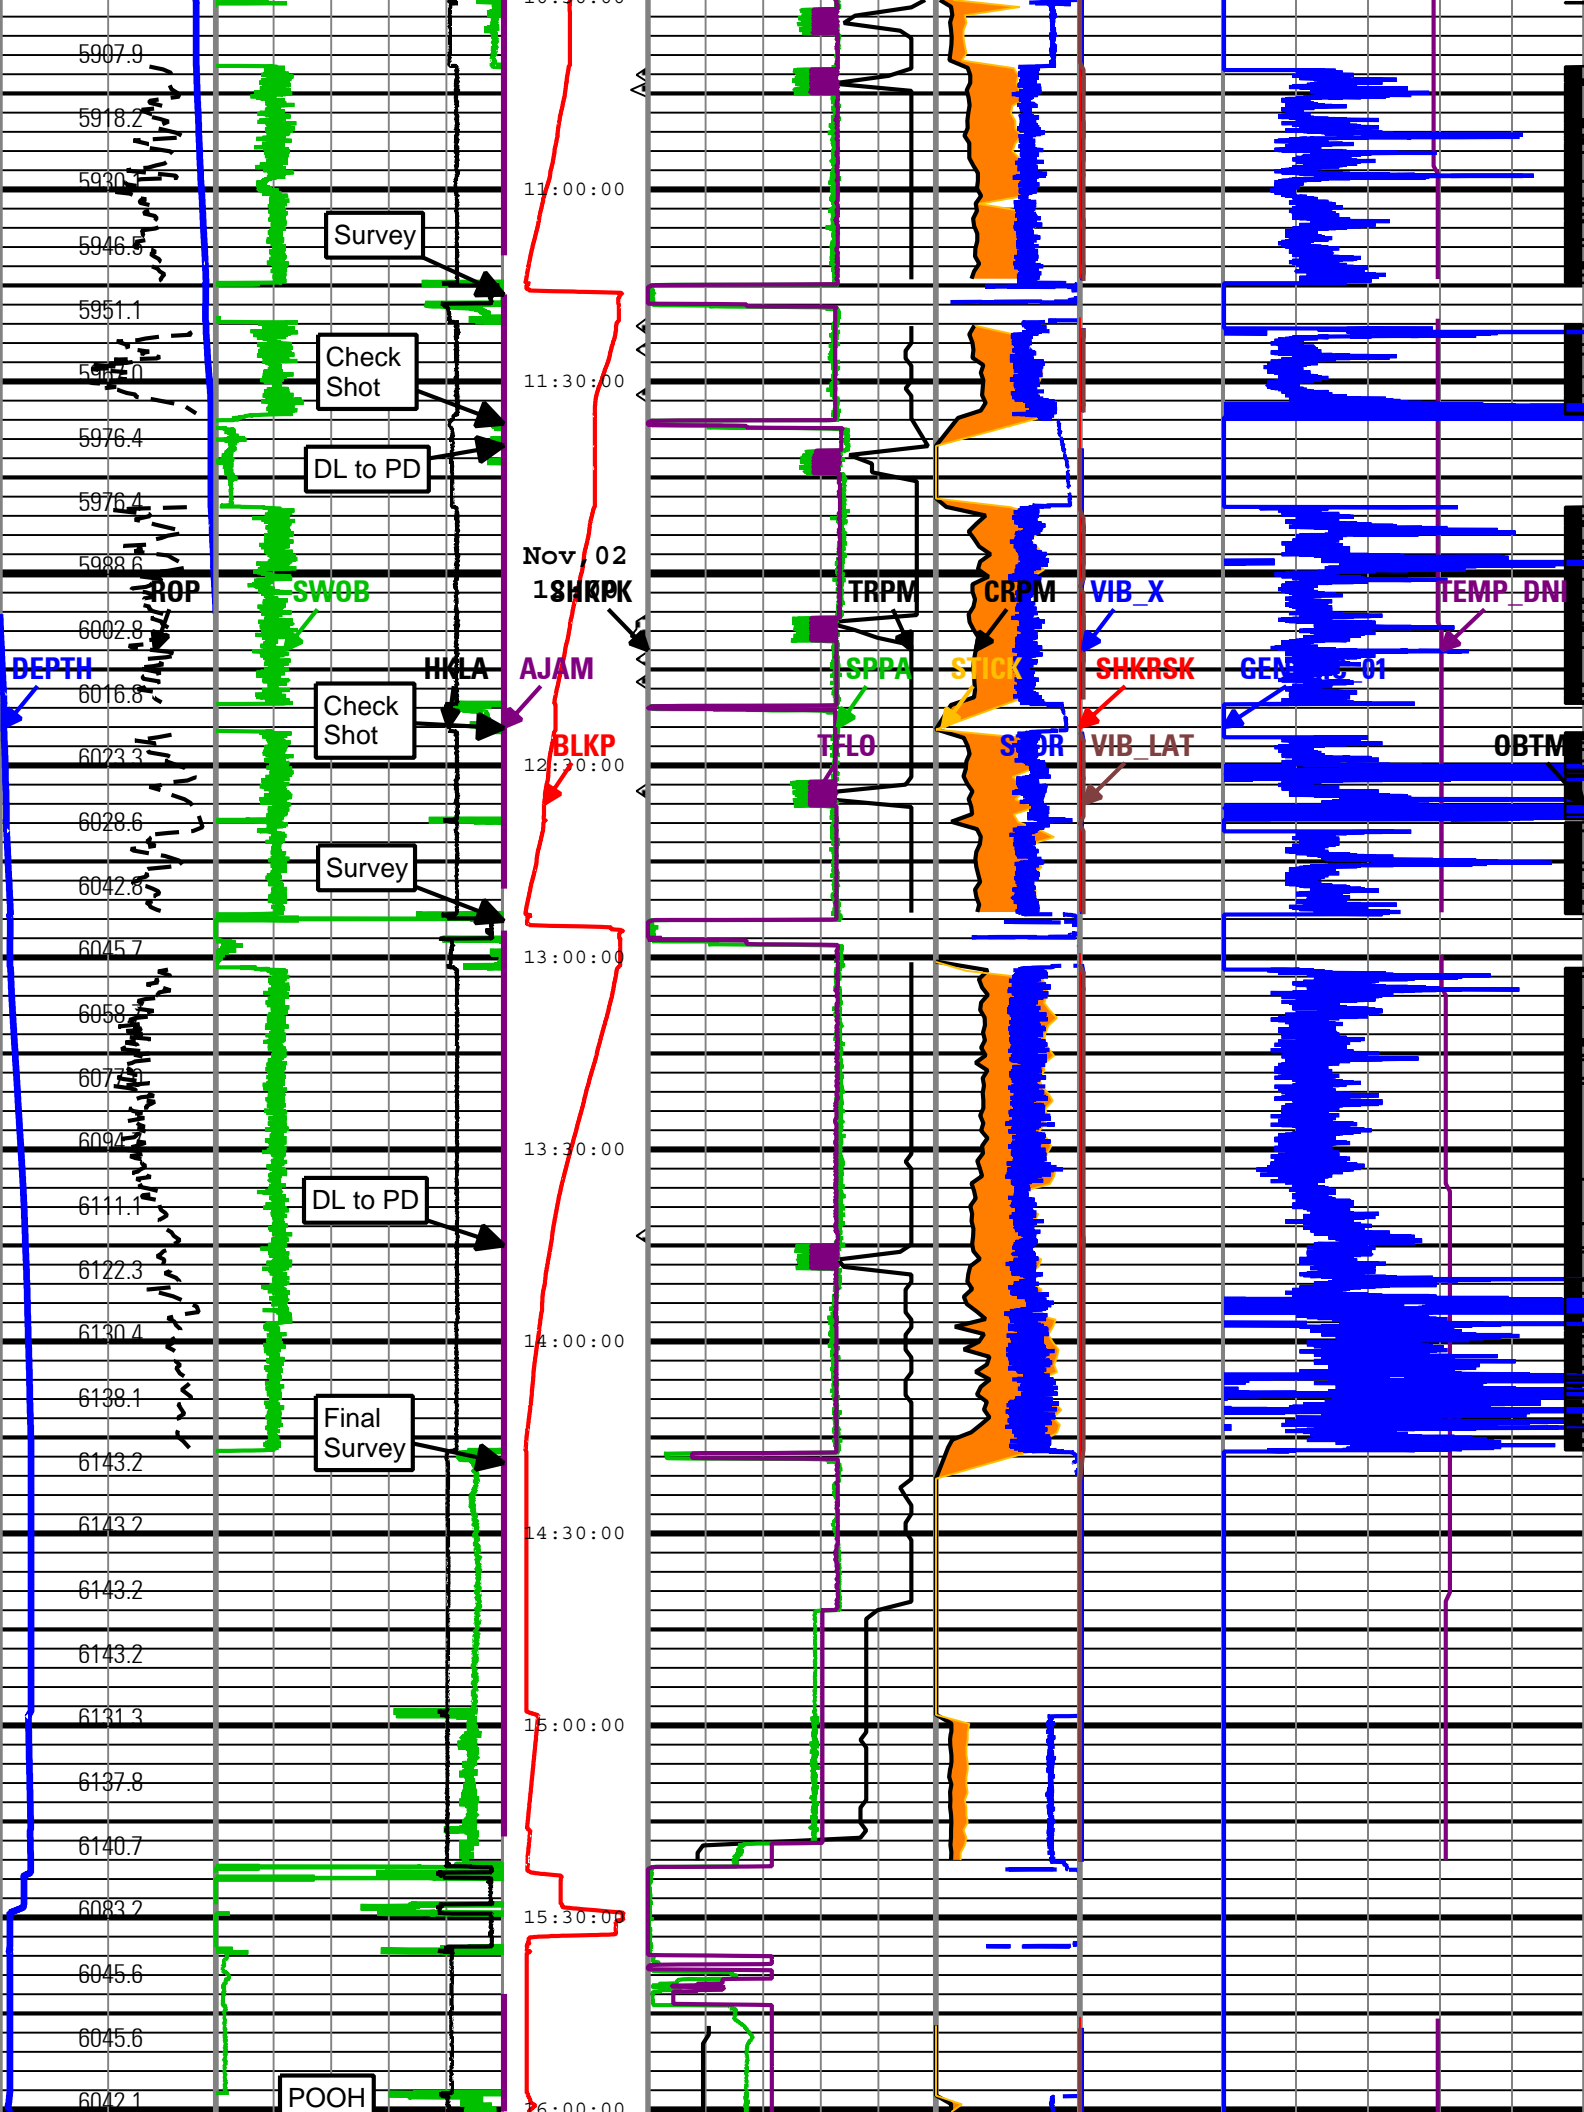 5907.9
5918.2
11:00:00
Survey
5946.5
5951.1
Check
Shot
11:30:00
5976.4
DL to PD
5976.4
Nov,02
5988.6
ROP
SWOB
SHKPK
TRPM
CRPM
VIB_X
TEMP_DNI
6002.8
DEPTH
HKLA
AJAM
SPPA
STICK
SHKRSK
6016.8
Check
Shot
BLKP
TFLO
VIB_LAT
OBTM
6023.3
12:30:00
6028.6
Survey
6042.8
6045.7
13:00:00
6058.7
6077.9
6094.7
13:30:00
DL to PD
6111.1
6122.3
6130.4
14:00:00
6138.1
Final
Survey
6143.2
6143.2
14:30:00
6143.2
6143.2
6131.3
15:00:00
6137.8
6140.7
6083.2
15:30:00
6045.6
6045.6
POOH
6042.1